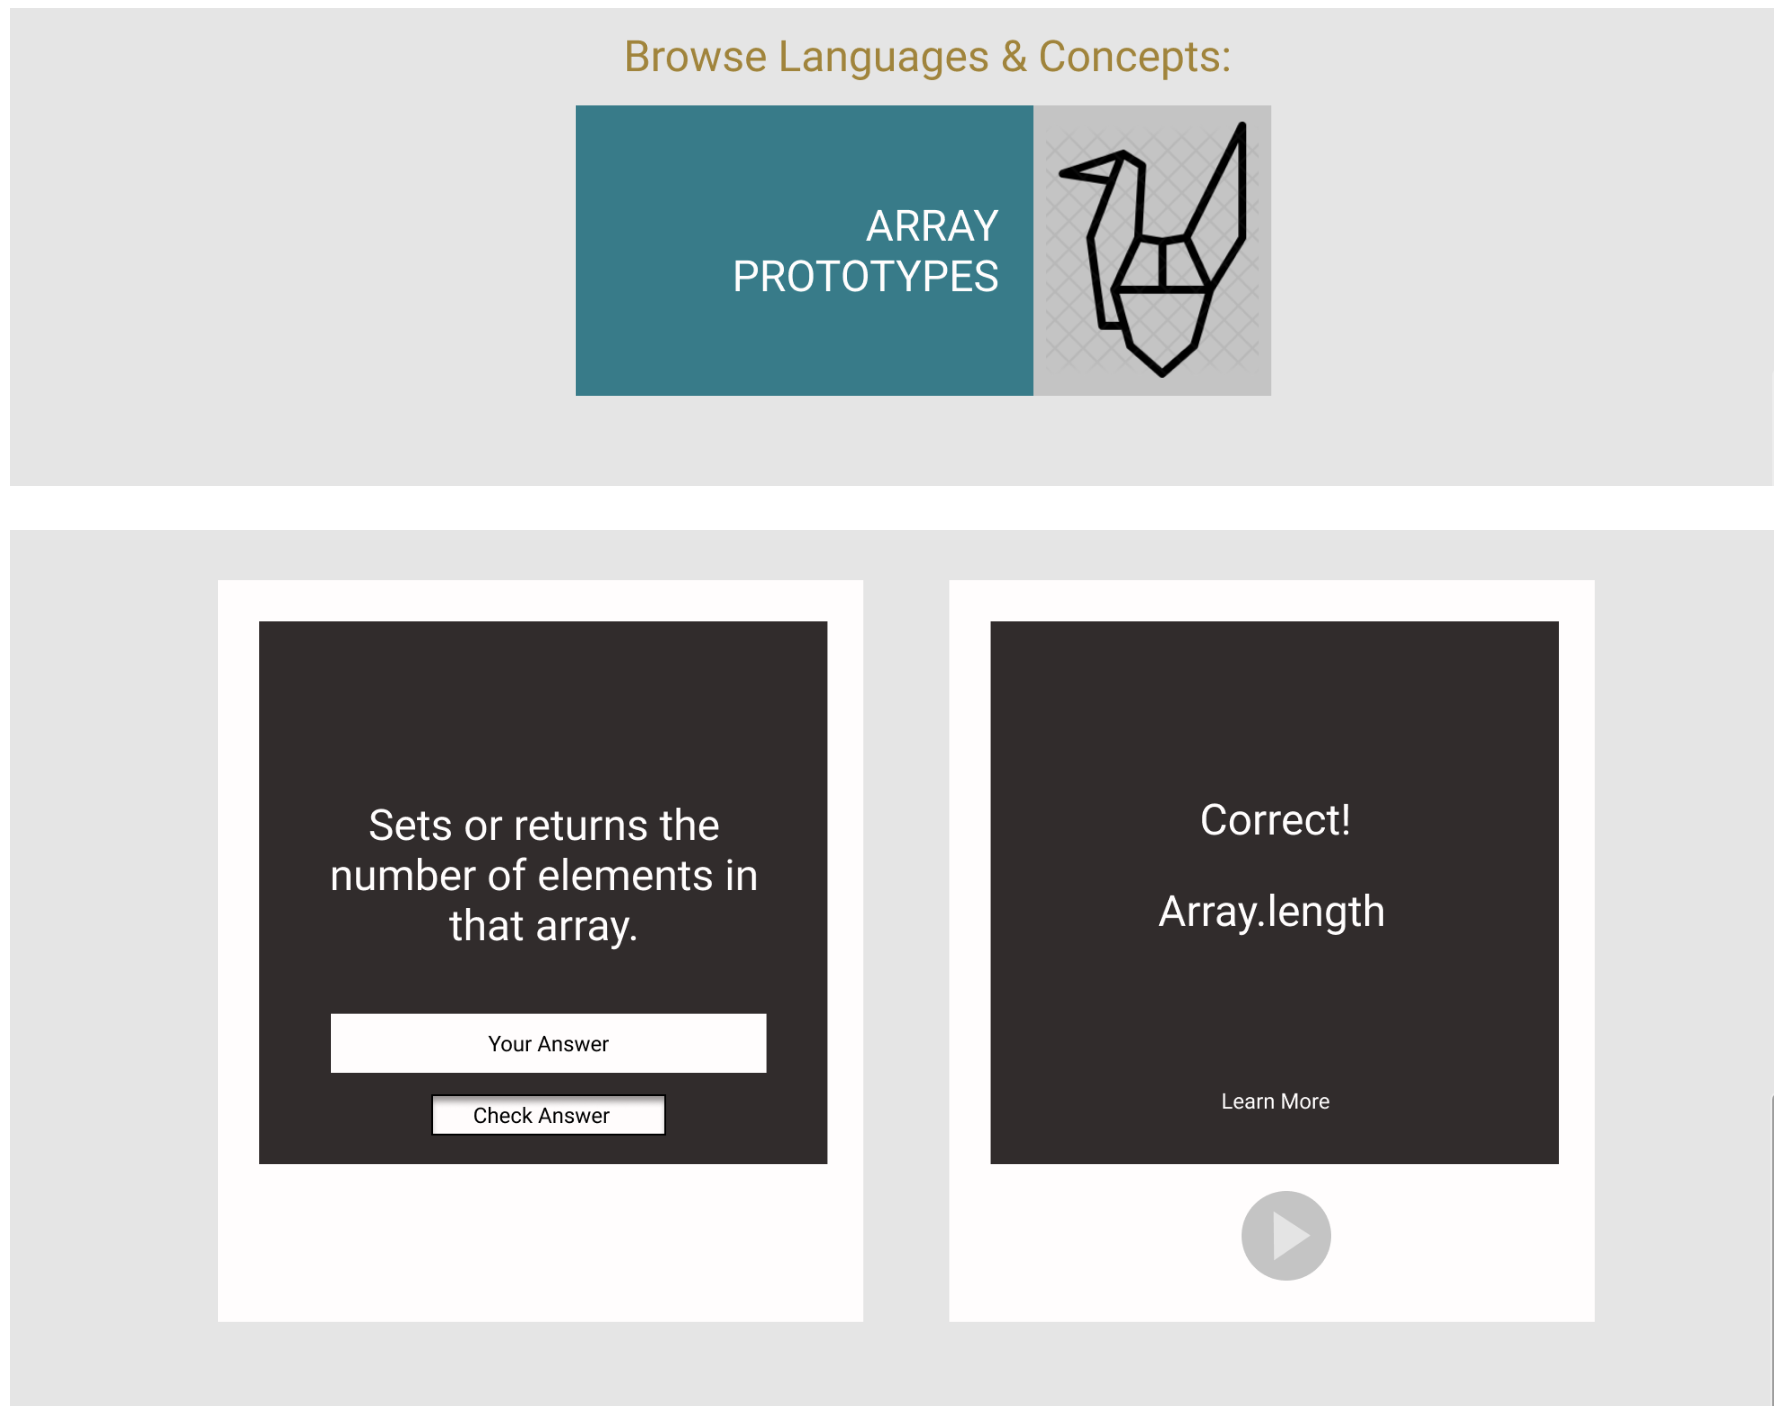 Browse Languages & Concepts:
ARRAY
PROTOTYPES
Sets or returns the
number of elements in
that array.
Your Answer
Check Answer
Correct!
Array.length
Learn More